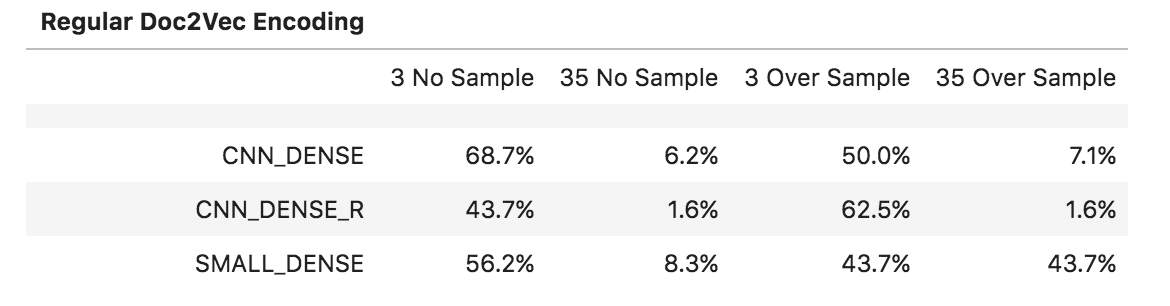 Regular Doc2Vec Encoding
3 No Sample 35 No Sample 3 Over Sample 35 Over Sample
CNN_DENSE 68.7% 6.2% 50.0% 7.1%
CNN_DENSE_R 43.7% 1.6% 62.5% 1.6%
SMALL_DENSE 56.2% 8.3% 43.7% 43.7%